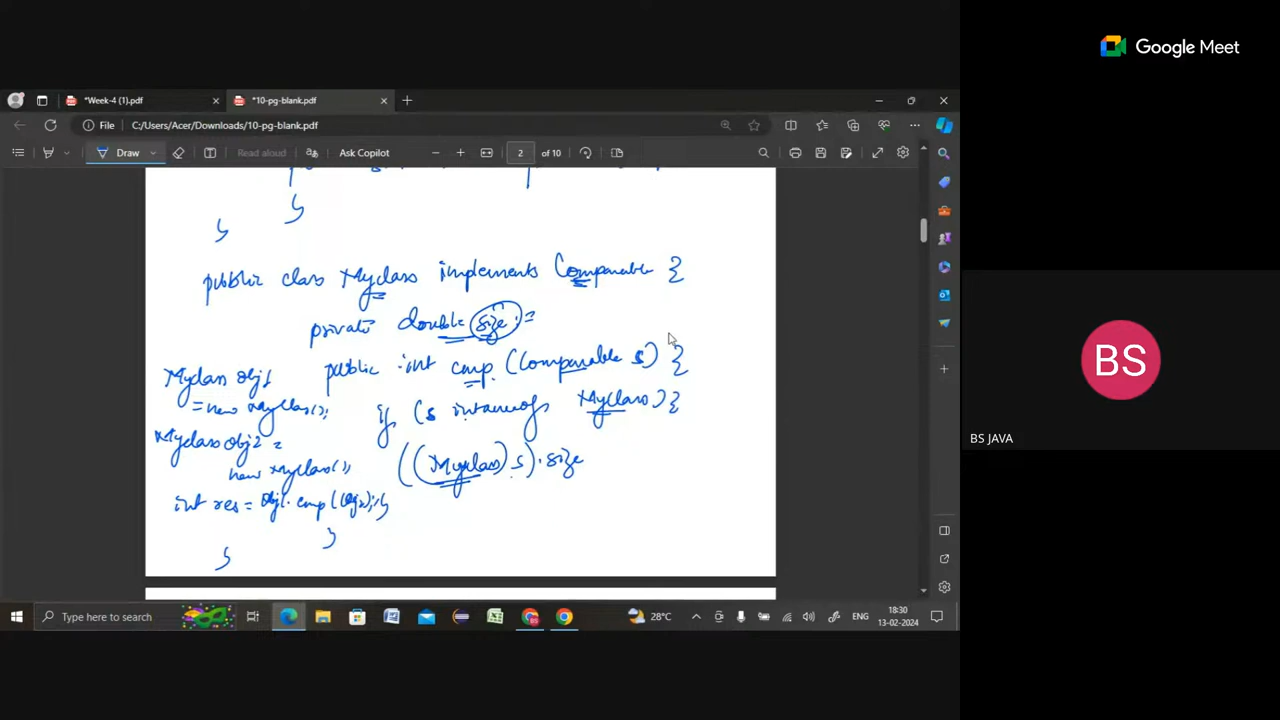 Google Meet
*Week-4 (1).pdf
*10-pg-blank.pdf
File C:/Users/Acer/Downloads/10-pg-blank.pdf
Draw Read aloud Ask Copilot 2 of 10
}
}
public class Myclass implements Comparable {
private double size;
public int cmp (Comparable s) {
if (s instanceof Myclass) {
((Myclass) s).size
Myclass obj1
= new Myclass();
Myclass obj2 =
new Myclass();
int res = obj1.cmp(obj2);
}
}
}
BS
BS JAVA
Type here to search
28°C
ENG
18:30
13-02-2024